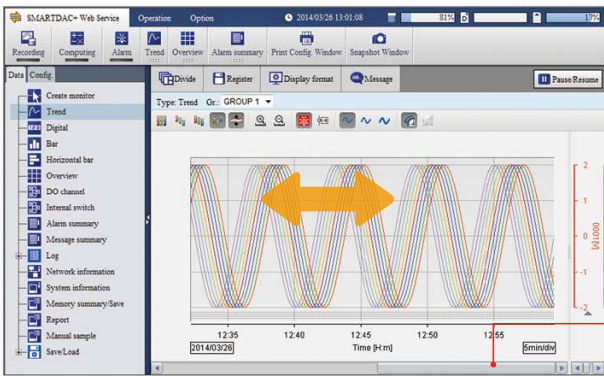 SMARTDAC+ Web Service Operation Option 2014/03/26 13:01:08 81% 17%
Recording Computing Alarm Trend Overview Alarm summary Print Config. Window Snapshot Window
Data Config.
Divide Register Display format Message Pause/Resume
Type: Trend Gr.: GROUP 1
Create monitor
Trend
Digital
Bar
Horizontal bar
Overview
DO channel
Internal switch
Alarm summary
Message summary
Log
Network information
System information
Memory summary/Save
Report
Manual sample
Save/Load
2
1
0
-1
-2
0001[V]
12:35 12:40 12:45 12:50 12:55
2014/03/26 Time [H:m] 5min/div